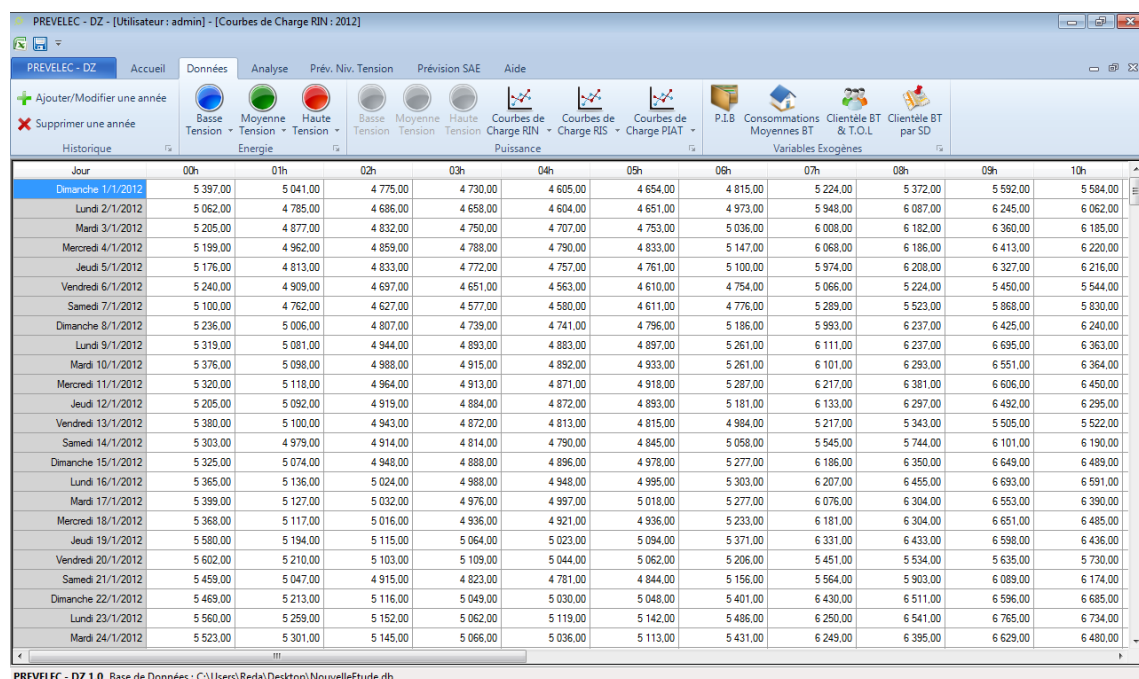 PREVELEC - DZ - [Utilisateur : admin] - [Courbes de Charge RIN : 2012]
PREVELEC - DZ Accueil Données Analyse Prév. Niv. Tension Prévision SAE Aide
Ajouter/Modifier une année
Supprimer une année
Basse Moyenne Haute Basse Moyenne Haute Courbes de Courbes de Courbes de P.I.B Consommations Clientèle BT Clientèle BT
Tension Tension Tension Tension Tension Tension Charge RIN Charge RIS Charge PIAT Moyennes BT & T.O.L par SD
Historique Energie Puissance Variables Exogènes
Jour 00h 01h 02h 03h 04h 05h 06h 07h 08h 09h 10h
Dimanche 1/1/2012 5 397,00 5 041,00 4 775,00 4 730,00 4 605,00 4 654,00 4 815,00 5 224,00 5 372,00 5 592,00 5 584,00
Lundi 2/1/2012 5 062,00 4 785,00 4 686,00 4 658,00 4 604,00 4 651,00 4 973,00 5 948,00 6 087,00 6 245,00 6 062,00
Mardi 3/1/2012 5 205,00 4 877,00 4 832,00 4 750,00 4 707,00 4 753,00 5 036,00 6 008,00 6 182,00 6 360,00 6 185,00
Mercredi 4/1/2012 5 199,00 4 962,00 4 859,00 4 788,00 4 790,00 4 833,00 5 147,00 6 068,00 6 186,00 6 413,00 6 220,00
Jeudi 5/1/2012 5 176,00 4 813,00 4 833,00 4 772,00 4 757,00 4 761,00 5 100,00 5 974,00 6 208,00 6 327,00 6 216,00
Vendredi 6/1/2012 5 240,00 4 909,00 4 697,00 4 651,00 4 563,00 4 610,00 4 754,00 5 066,00 5 224,00 5 450,00 5 544,00
Samedi 7/1/2012 5 100,00 4 762,00 4 627,00 4 577,00 4 580,00 4 611,00 4 776,00 5 289,00 5 523,00 5 868,00 5 830,00
Dimanche 8/1/2012 5 236,00 5 006,00 4 807,00 4 739,00 4 741,00 4 796,00 5 186,00 5 993,00 6 237,00 6 425,00 6 240,00
Lundi 9/1/2012 5 319,00 5 081,00 4 944,00 4 893,00 4 883,00 4 897,00 5 261,00 6 111,00 6 237,00 6 695,00 6 363,00
Mardi 10/1/2012 5 376,00 5 098,00 4 988,00 4 915,00 4 892,00 4 933,00 5 261,00 6 101,00 6 293,00 6 551,00 6 364,00
Mercredi 11/1/2012 5 320,00 5 118,00 4 964,00 4 913,00 4 871,00 4 918,00 5 287,00 6 217,00 6 381,00 6 606,00 6 450,00
Jeudi 12/1/2012 5 205,00 5 092,00 4 919,00 4 884,00 4 872,00 4 893,00 5 181,00 6 133,00 6 297,00 6 492,00 6 295,00
Vendredi 13/1/2012 5 380,00 5 100,00 4 943,00 4 872,00 4 813,00 4 815,00 4 984,00 5 217,00 5 343,00 5 505,00 5 522,00
Samedi 14/1/2012 5 303,00 4 979,00 4 914,00 4 814,00 4 790,00 4 845,00 5 058,00 5 545,00 5 744,00 6 101,00 6 190,00
Dimanche 15/1/2012 5 325,00 5 074,00 4 948,00 4 888,00 4 896,00 4 978,00 5 277,00 6 186,00 6 350,00 6 649,00 6 489,00
Lundi 16/1/2012 5 365,00 5 136,00 5 024,00 4 988,00 4 948,00 4 995,00 5 303,00 6 207,00 6 455,00 6 693,00 6 591,00
Mardi 17/1/2012 5 399,00 5 127,00 5 032,00 4 976,00 4 997,00 5 018,00 5 277,00 6 076,00 6 304,00 6 553,00 6 390,00
Mercredi 18/1/2012 5 368,00 5 117,00 5 016,00 4 936,00 4 921,00 4 936,00 5 233,00 6 181,00 6 304,00 6 651,00 6 485,00
Jeudi 19/1/2012 5 580,00 5 194,00 5 115,00 5 064,00 5 023,00 5 094,00 5 371,00 6 331,00 6 433,00 6 598,00 6 436,00
Vendredi 20/1/2012 5 602,00 5 210,00 5 103,00 5 109,00 5 044,00 5 062,00 5 206,00 5 451,00 5 534,00 5 635,00 5 730,00
Samedi 21/1/2012 5 459,00 5 047,00 4 915,00 4 823,00 4 781,00 4 844,00 5 156,00 5 564,00 5 903,00 6 089,00 6 174,00
Dimanche 22/1/2012 5 469,00 5 213,00 5 116,00 5 049,00 5 030,00 5 048,00 5 401,00 6 430,00 6 511,00 6 596,00 6 685,00
Lundi 23/1/2012 5 560,00 5 259,00 5 152,00 5 062,00 5 119,00 5 142,00 5 486,00 6 250,00 6 541,00 6 765,00 6 734,00
Mardi 24/1/2012 5 523,00 5 301,00 5 145,00 5 066,00 5 036,00 5 113,00 5 431,00 6 249,00 6 395,00 6 629,00 6 480,00
PREVELEC - DZ 1.0 Base de Données : C:\Users\Reda\Desktop\NouvelleEtude.db